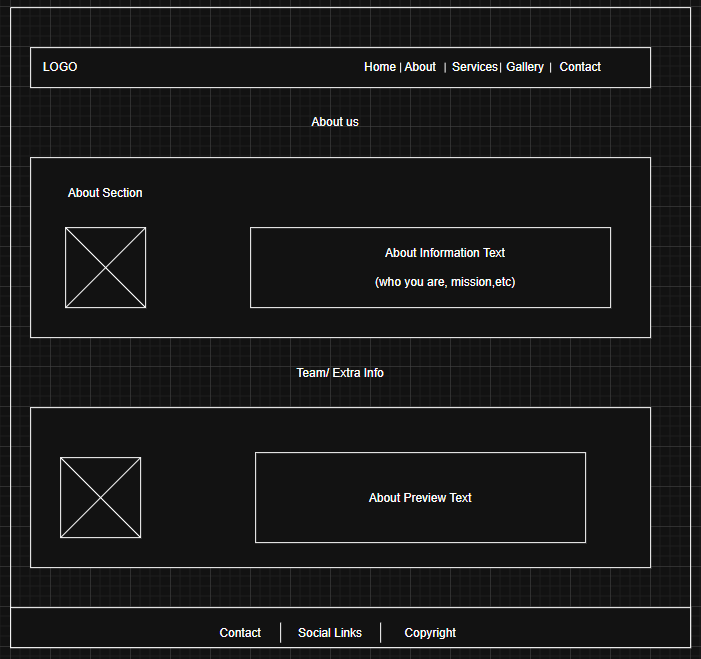 LOGO
Home | About | Services | Gallery | Contact
About us
About Section
About Information Text
(who you are, mission,etc)
Team/ Extra Info
About Preview Text
Contact
Social Links
Copyright